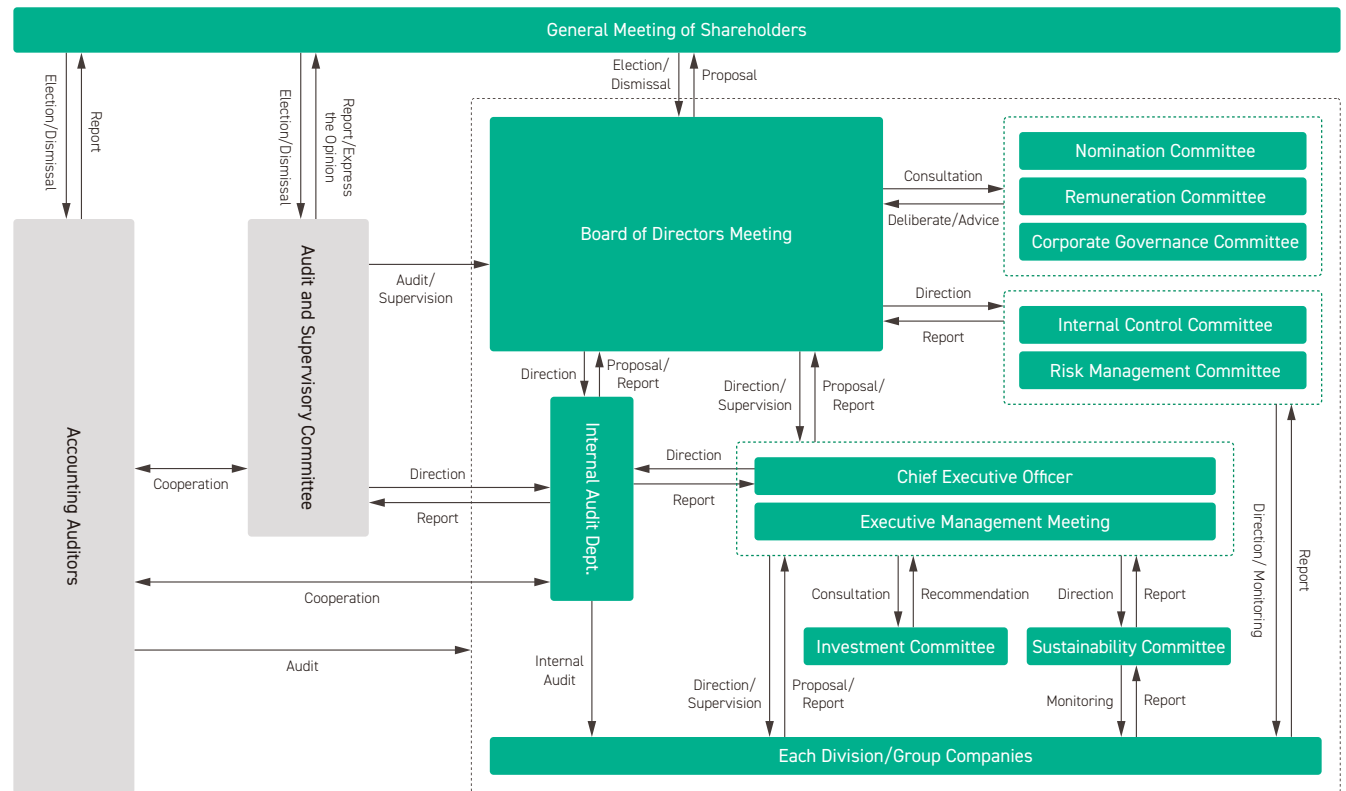 General Meeting of Shareholders
Election/Dismissal
Report
Election/Dismissal
Report/Express
the Opinion
Election/
Dismissal
Proposal
Board of Directors Meeting
Consultation
Deliberate/Advice
Nomination Committee
Remuneration Committee
Corporate Governance Committee
Audit/
Supervision
Direction
Report
Internal Control Committee
Risk Management Committee
Accounting Auditors
Audit and Supervisory Committee
Direction
Proposal/
Report
Direction/
Supervision
Proposal/
Report
Internal Audit Dept.
Cooperation
Direction
Report
Direction
Report
Chief Executive Officer
Executive Management Meeting
Direction/ Monitoring
Report
Cooperation
Consultation
Recommendation
Direction
Report
Investment Committee
Sustainability Committee
Audit
Internal
Audit
Direction/
Supervision
Proposal/
Report
Monitoring
Report
Each Division/Group Companies